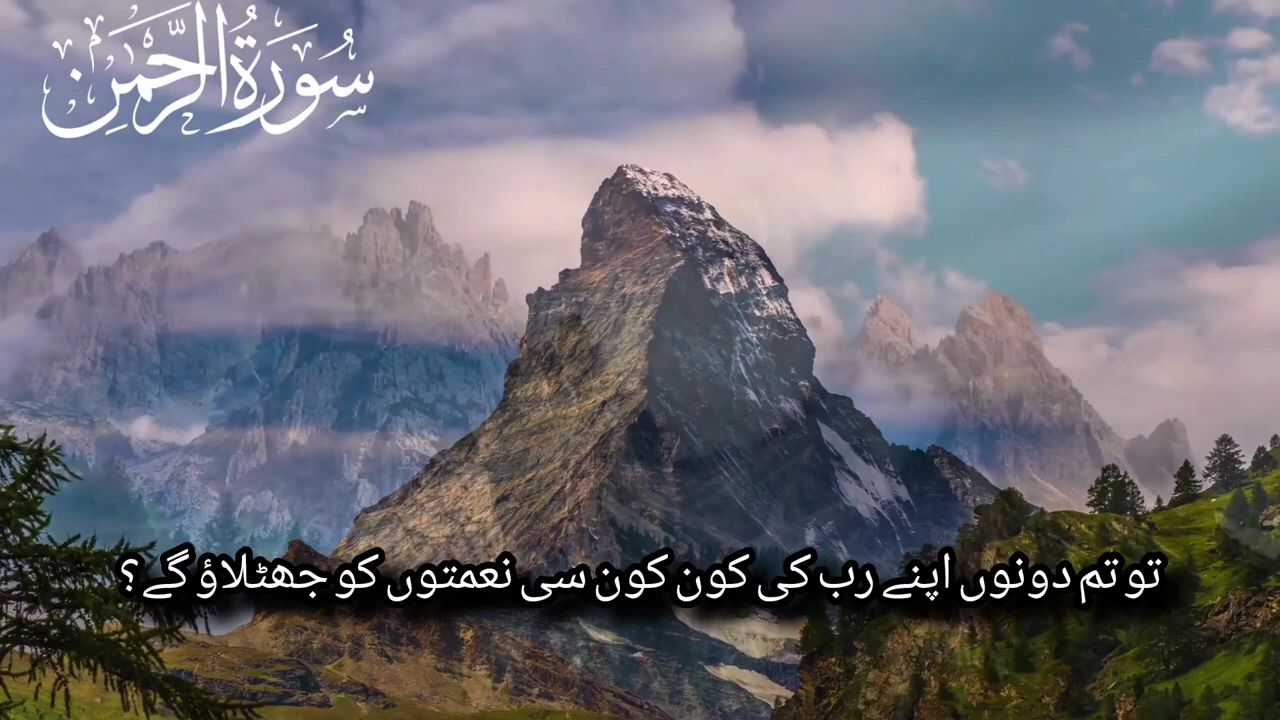 سُورَةُ الرَّحْمَٰنِ
تو تم دونوں اپنے رب کی کون کون سی نعمتوں کو جھٹلاؤ گے؟